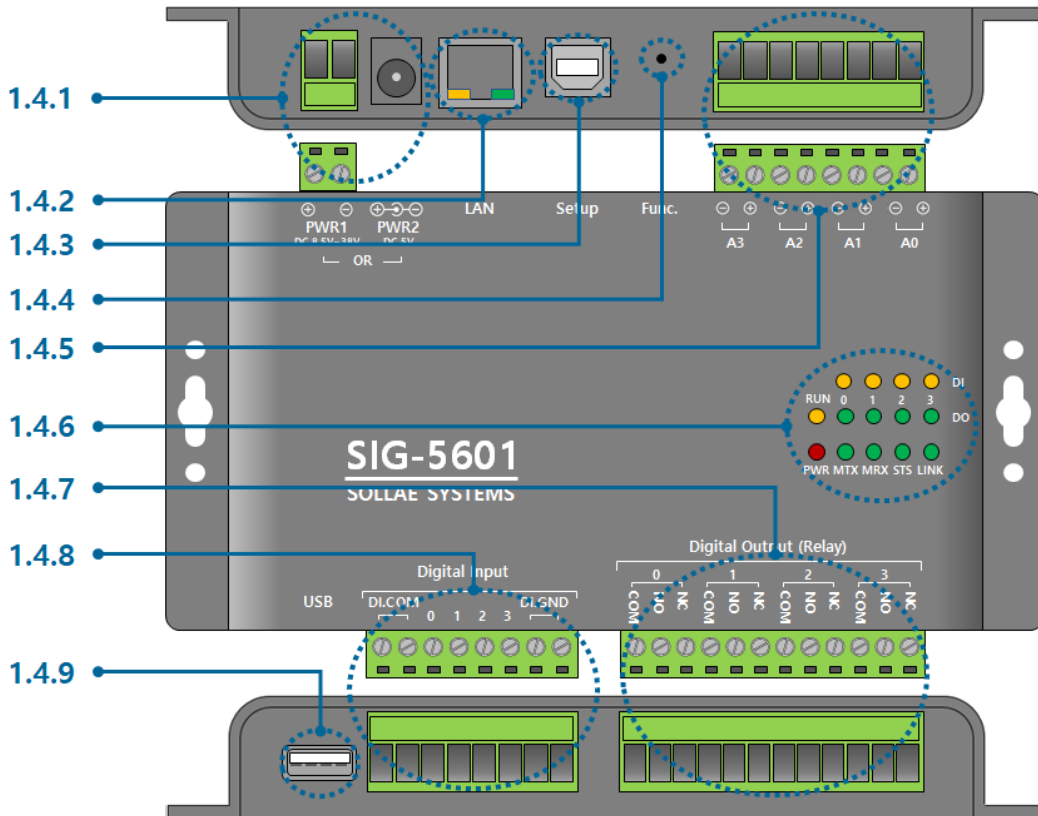 1.4.1
1.4.2
1.4.3
1.4.4
1.4.5
1.4.6
1.4.7
1.4.8
1.4.9
PWR1 PWR2 LAN Setup Func.
DC 8.5V~38V DC 5V
OR
A3 A2 A1 A0
DI
RUN 0 1 2 3
DO
PWR MTX MRX STS LINK
SIG-5601
SOLLAE SYSTEMS
Digital Output (Relay)
0 1 2 3
COM NO NC COM NO NC COM NO NC COM NO NC
Digital Input
USB DI.COM 0 1 2 3 DI.GND